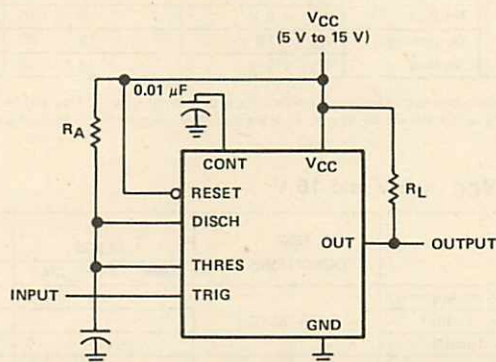 VCC
(5 V to 15 V)
0.01 µF
RA
CONT
VCC
RESET
RL
DISCH
OUT
OUTPUT
THRES
INPUT
TRIG
GND